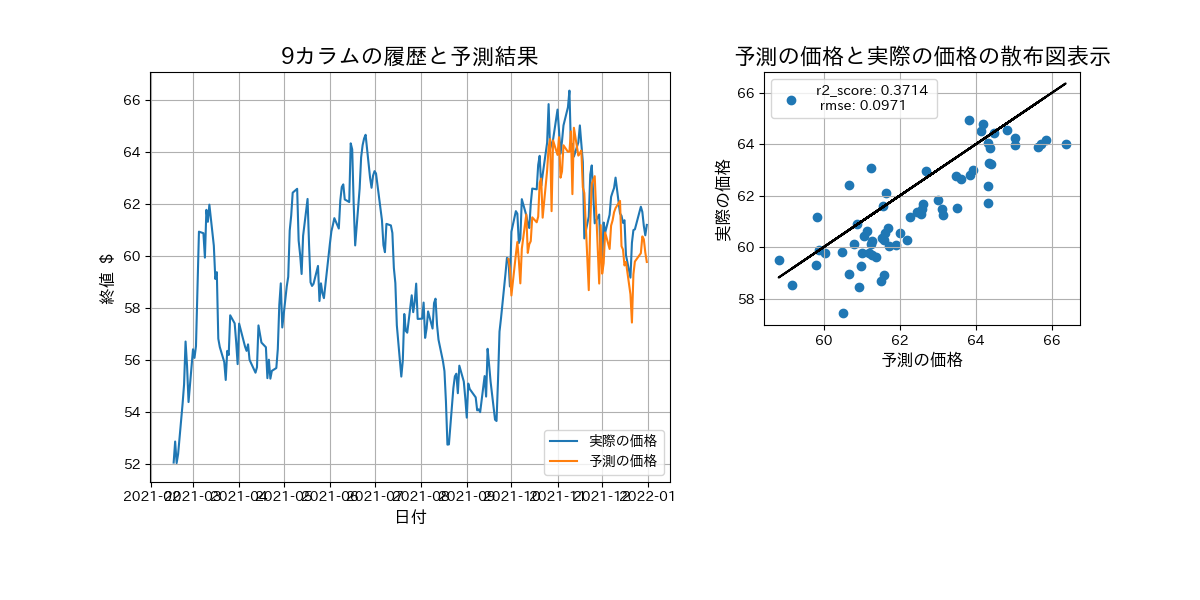 9カラムの履歴と予測結果
66
64
62
60
58
56
54
52
終値 $
実際の価格
予測の価格
2021-02
2021-03
2021-04
2021-05
2021-06
2021-07
2021-08
2021-09
2021-10
2021-11
2021-12
2022-01
日付
予測の価格と実際の価格の散布図表示
r2_score: 0.3714
rmse: 0.0971
66
64
62
60
58
実際の価格
60
62
64
66
予測の価格